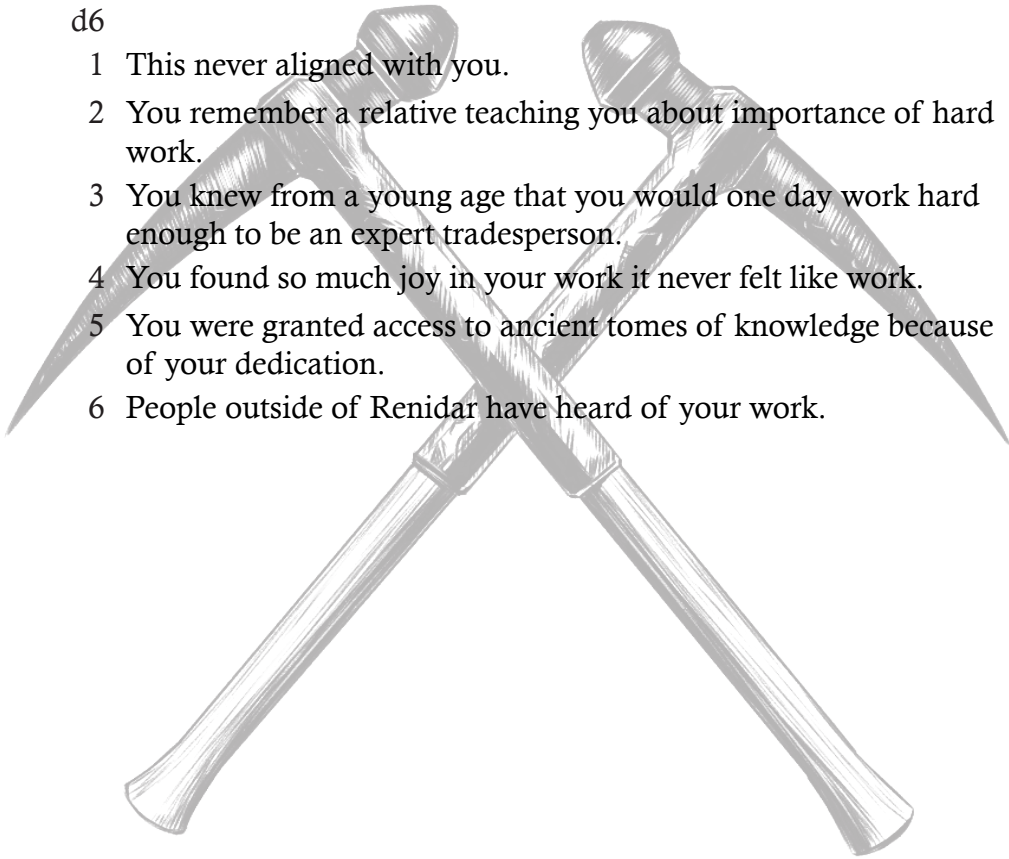 d6
1 This never aligned with you.
2 You remember a relative teaching you about importance of hard
work.
3 You knew from a young age that you would one day work hard
enough to be an expert tradesperson.
4 You found so much joy in your work it never felt like work.
5 You were granted access to ancient tomes of knowledge because
of your dedication.
6 People outside of Renidar have heard of your work.